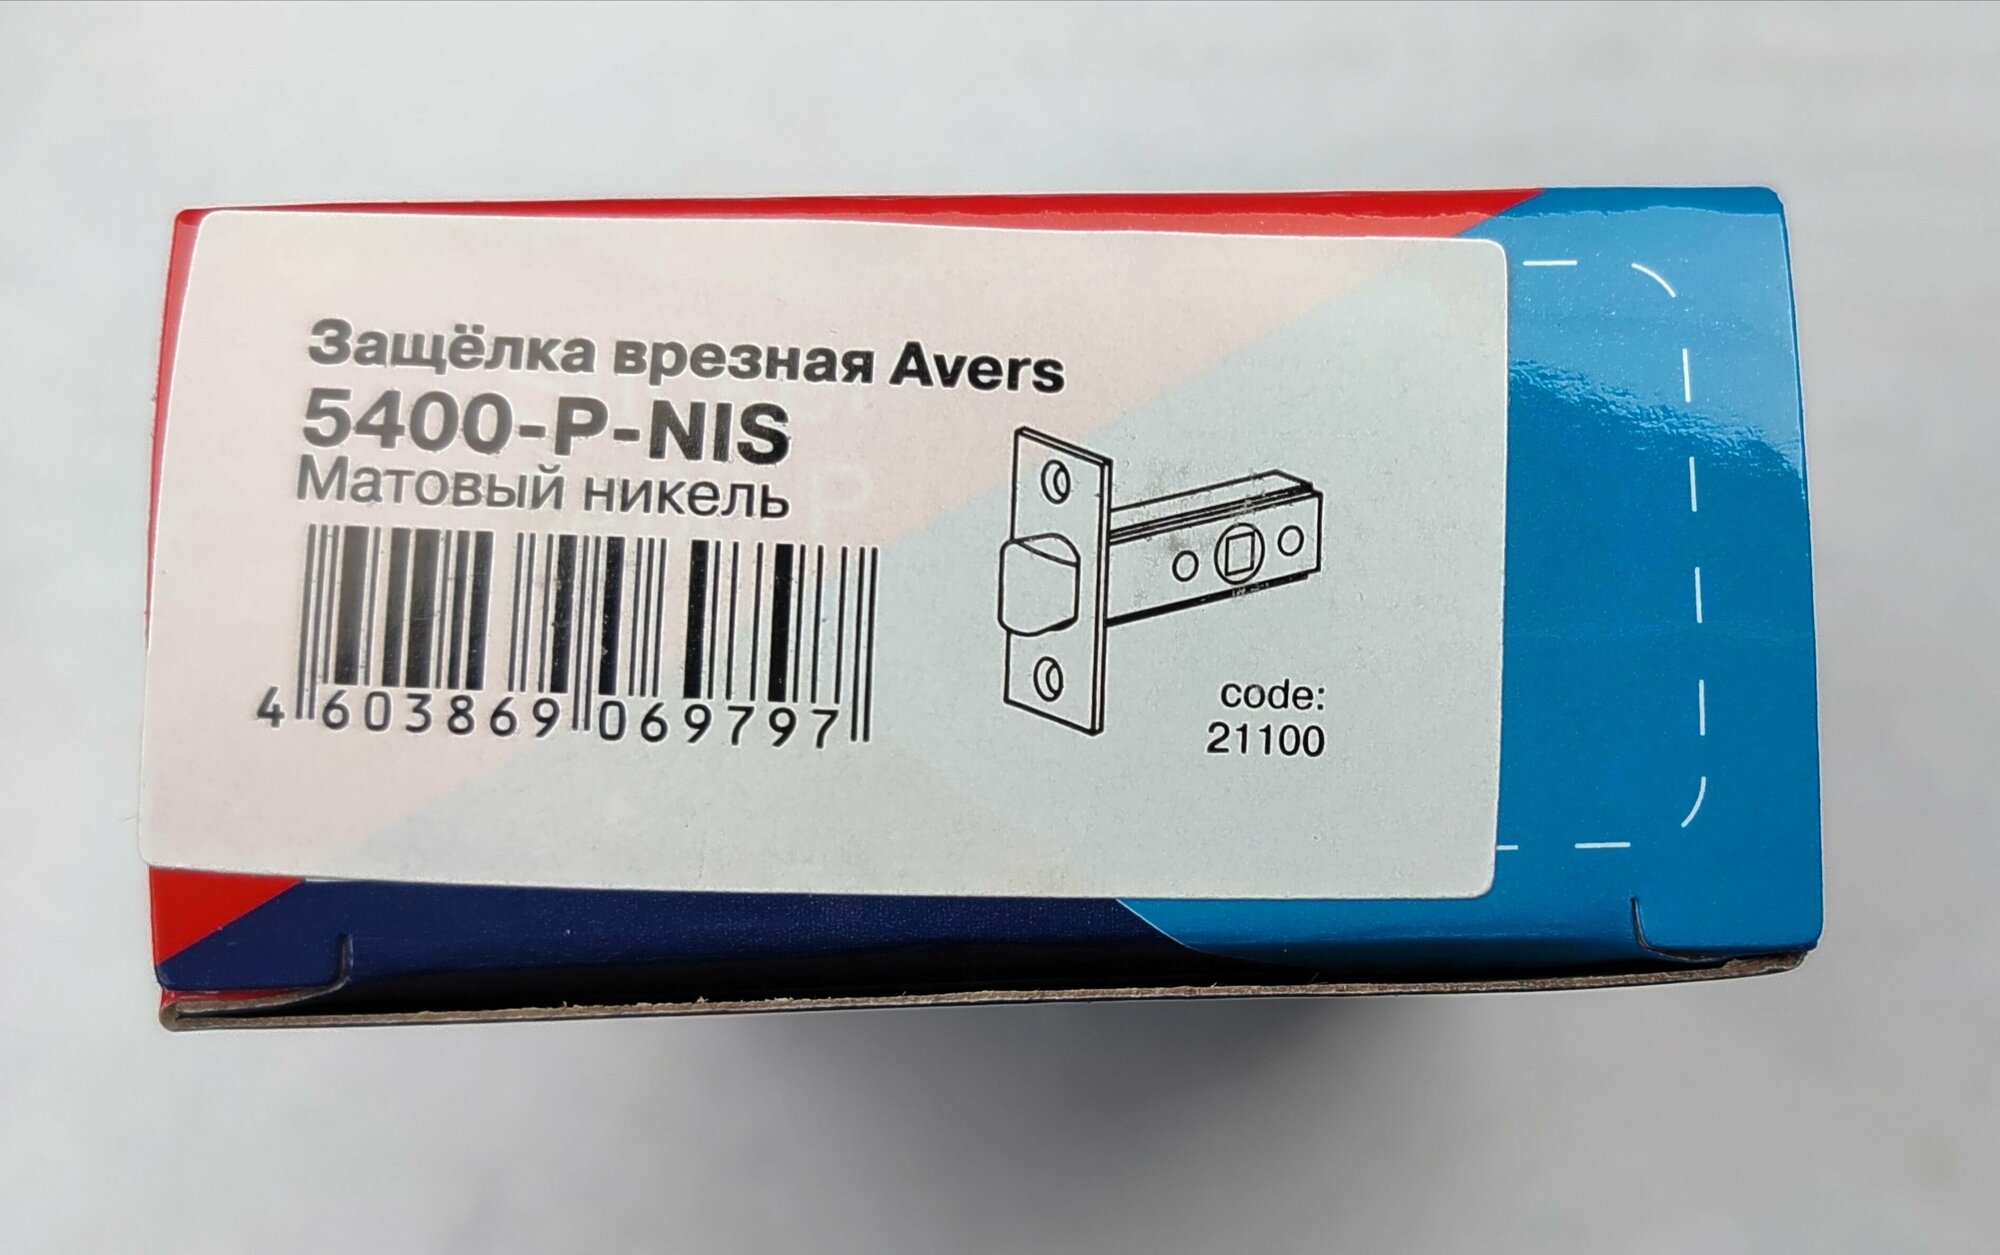 Защёлка врезная Avers
5400-P-NIS
Матовый никель
4 603869 069797
code:
21100